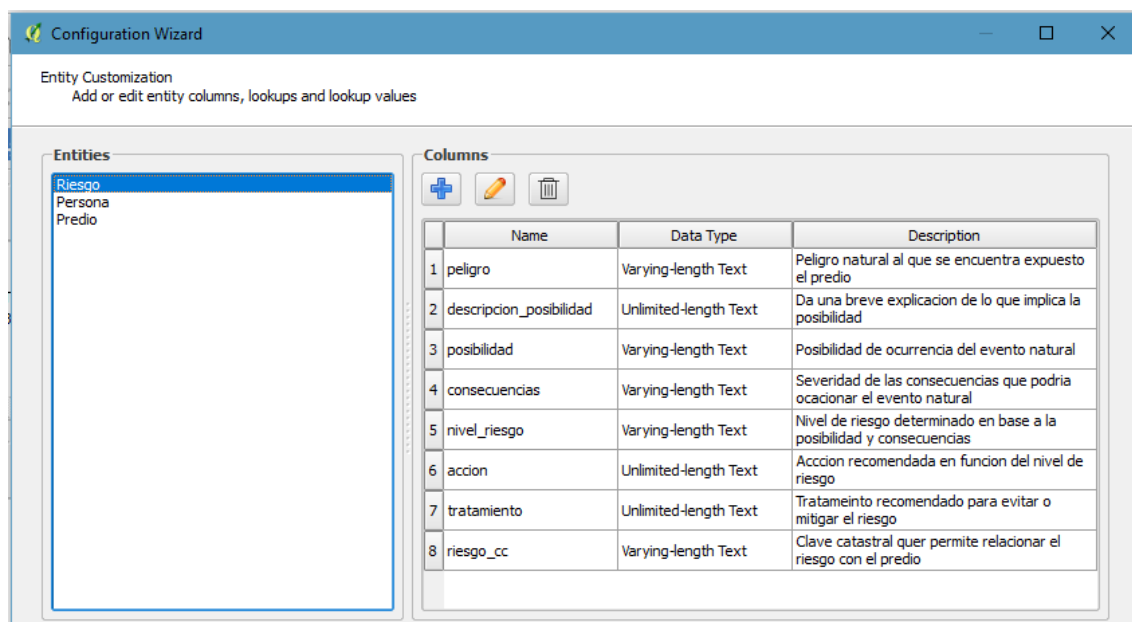 Configuration Wizard
Entity Customization
Add or edit entity columns, lookups and lookup values
Entities
Riesgo
Persona
Predio
Columns
Name Data Type Description
1 peligro Varying-length Text Peligro natural al que se encuentra expuesto
el predio
2 descripcion_posibilidad Unlimited-length Text Da una breve explicacion de lo que implica la
posibilidad
3 posibilidad Varying-length Text Posibilidad de ocurrencia del evento natural
4 consecuencias Varying-length Text Severidad de las consecuencias que podria
ocacionar el evento natural
5 nivel_riesgo Varying-length Text Nivel de riesgo determinado en base a la
posibilidad y consecuencias
6 accion Unlimited-length Text Acccion recomendada en funcion del nivel de
riesgo
7 tratamiento Unlimited-length Text Tratameinto recomendado para evitar o
mitigar el riesgo
8 riesgo_cc Varying-length Text Clave catastral quer permite relacionar el
riesgo con el predio